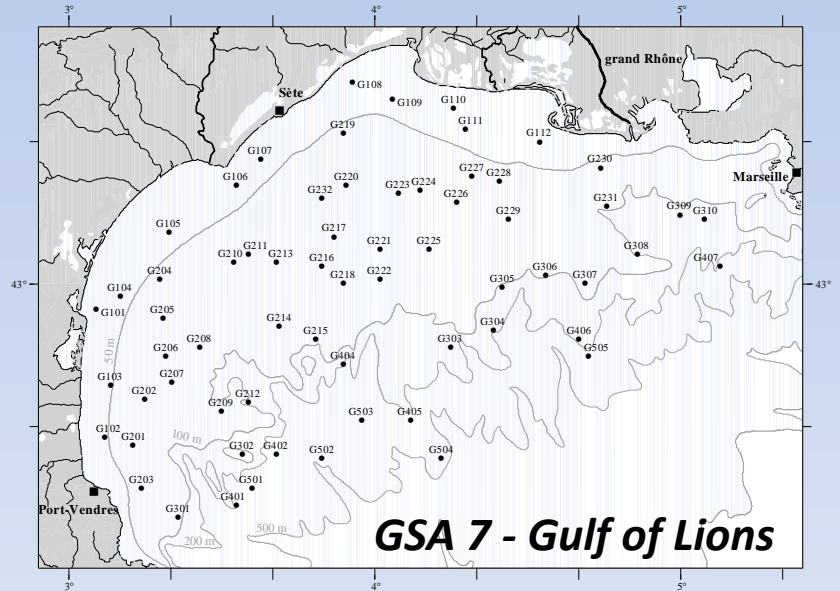 3°
4°
5°
grand Rhône
G108
Sète
G109
G110
G111
G219
G112
G107
G230
G106
G220
G232
G223
G224
G227
G228
G226
Marseille
G231
G309
G310
G229
G105
G217
G221
G225
G210
G211
G213
G216
G308
G407
G204
G218
G222
G306
G305
G307
43°
43°
G104
G101
G205
G214
G215
G304
G303
G406
G505
50 m
G206
G208
G404
G103
G207
G202
G209
G212
G503
G405
G102
G201
100 m
G302
G402
G502
G504
G203
G501
G401
Port-Vendres
G301
500 m
200 m
GSA 7 - Gulf of Lions
3°
4°
5°